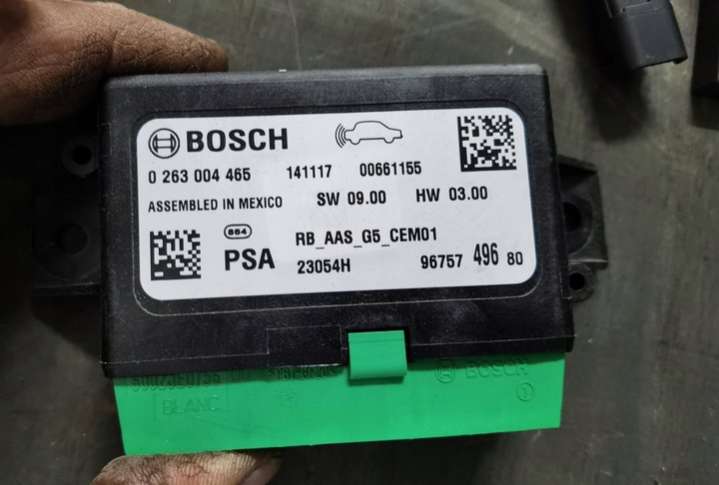 BOSCH
0 263 004 465 141117 00661155
ASSEMBLED IN MEXICO SW 09.00 HW 03.00
864
PSA RB_AAS_G5_CEM01
23054H 96757 496 80
BOSCH
BLANC